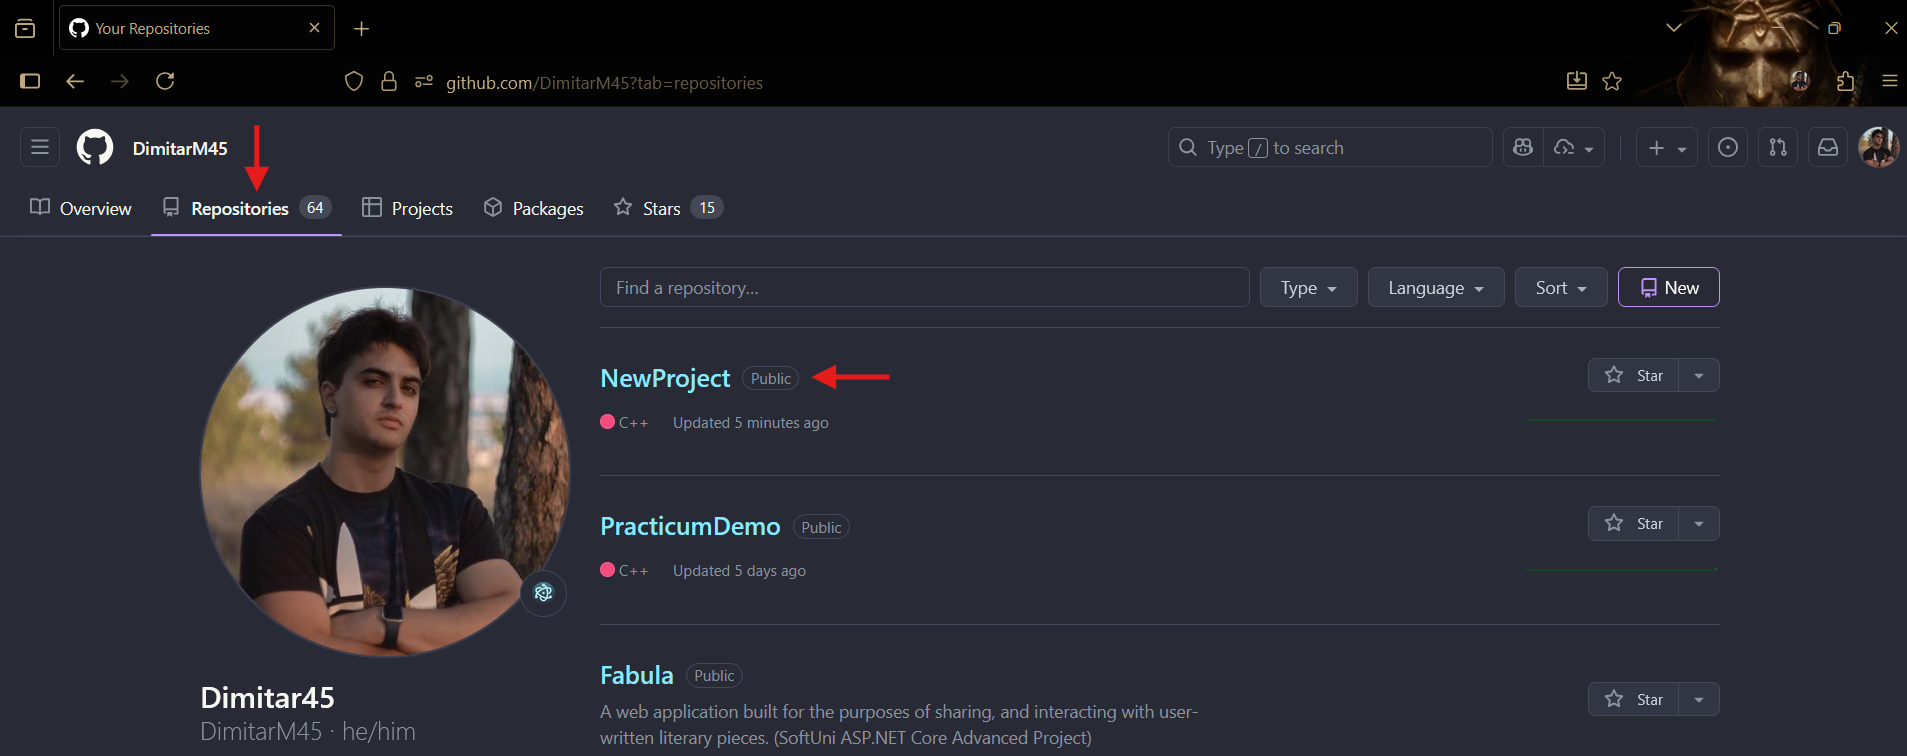 Your Repositories
github.com/DimitarM45?tab=repositories
DimitarM45
Type / to search
Overview
Repositories 64
Projects
Packages
Stars 15
Find a repository...
Type
Language
Sort
New
NewProject Public
Star
C++ Updated 5 minutes ago
PracticumDemo Public
Star
C++ Updated 5 days ago
Fabula Public
Star
A web application built for the purposes of sharing, and interacting with user-
written literary pieces. (SoftUni ASP.NET Core Advanced Project)
Dimitar45
DimitarM45 · he/him